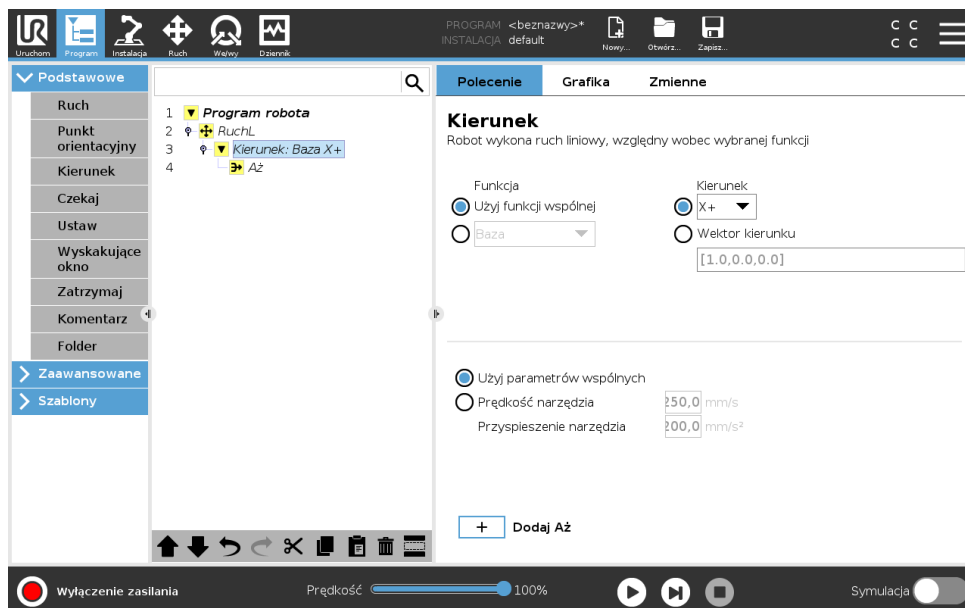 PROGRAM <beznazwy>*
INSTALACJA default
C C
C C
Uruchom Program Instalacja Ruch We/wy Dziennik Nowy... Otwórz... Zapisz...
Podstawowe
Ruch
Punkt
orientacyjny
Kierunek
Czekaj
Ustaw
Wyskakujące
okno
Zatrzymaj
Komentarz
Folder
Zaawansowane
Szablony
1 Program robota
2 RuchL
3 Kierunek: Baza X+
4 Aż
Polecenie Grafika Zmienne
Kierunek
Robot wykona ruch liniowy, względny wobec wybranej funkcji
Funkcja
Użyj funkcji wspólnej
Baza
Kierunek
X+
Wektor kierunku
[1.0,0.0,0.0]
Użyj parametrów wspólnych
Prędkość narzędzia 250,0 mm/s
Przyspieszenie narzędzia 200,0 mm/s²
+ Dodaj Aż
Wyłączenie zasilania Prędkość 100% Symulacja